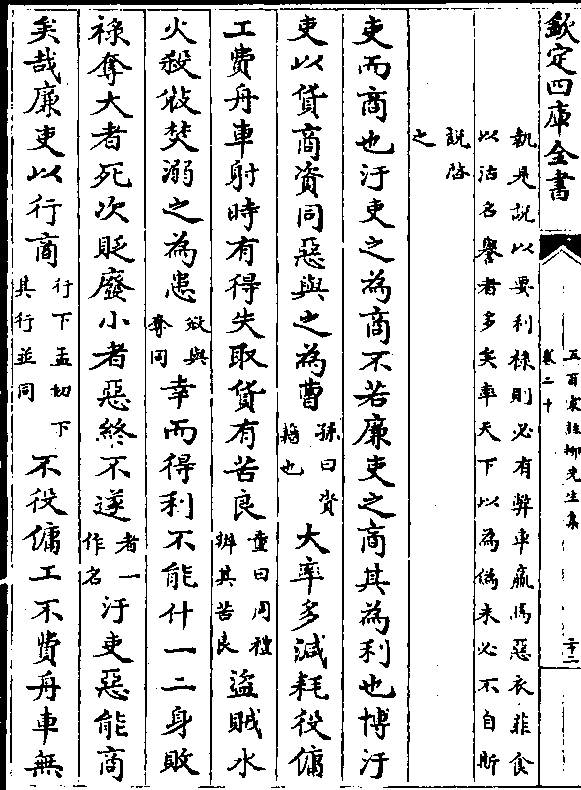 欽定四庫全書
五百家註柳先生集
卷二十
執是說以要利祿則必有弊車羸馬惡衣菲食
以沽名譽者多矣率天下以為偽未必不自斯
說啓
之
吏而商也汙吏之為商不若廉吏之商其為利也博汙
吏以貨商資同惡與之為曹孫曰資藉也大率多減耗役傭
工費舟車射時有得失取貨有苦良童曰周禮辨其苦良盜賊水
火殺敚焚溺之為患敚與奪同幸而得利不能什一二身敗
祿奪大者死次貶廢小者惡終不遂者一作名汙吏惡能商
矣哉廉吏以行商行下孟切下其行並同不役傭工不費舟車無